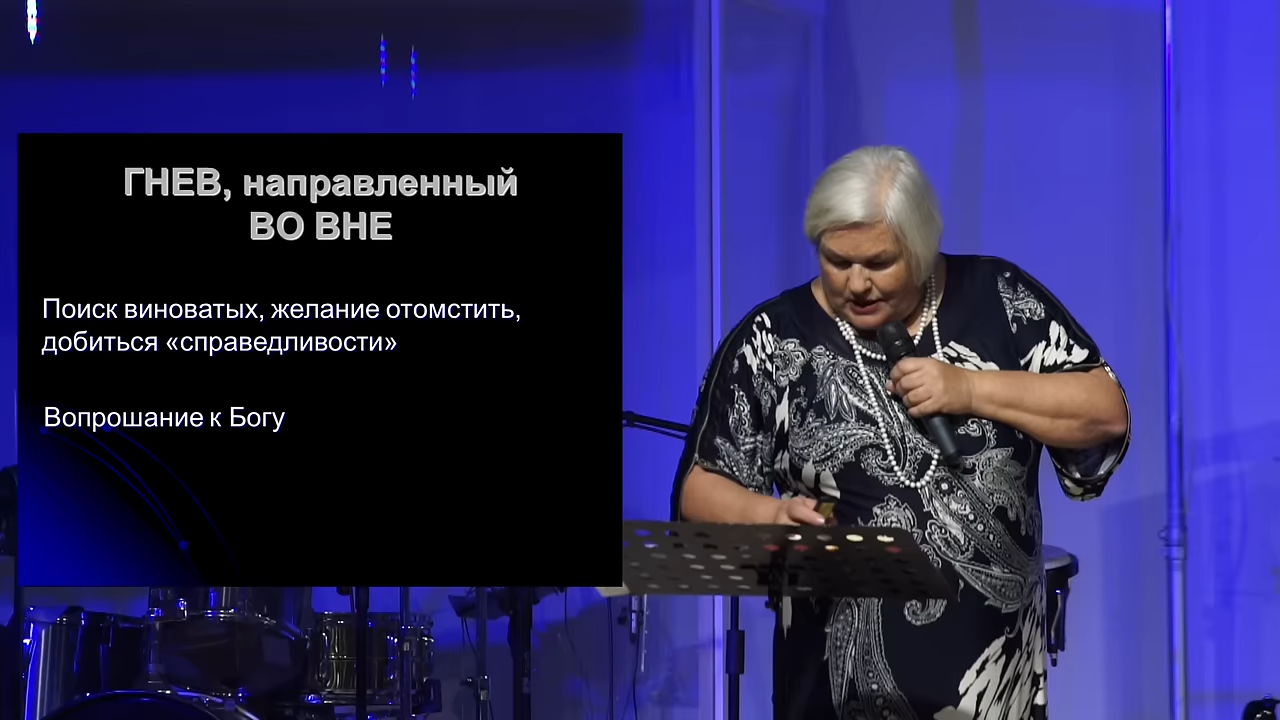 ГНЕВ, направленный
ВО ВНЕ
Поиск виноватых, желание отомстить,
добиться «справедливости»
Вопрошание к Богу